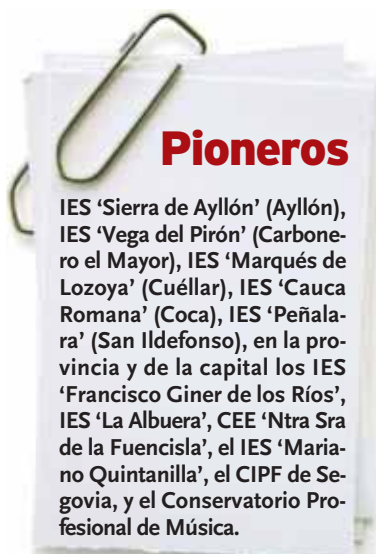 Pioneros
IES ‘Sierra de Ayllón’ (Ayllón),
IES ‘Vega del Pirón’ (Carbone-
ro el Mayor), IES ‘Marqués de
Lozoya’ (Cuéllar), IES ‘Cauca
Romana’ (Coca), IES ‘Peñala-
ra’ (San Ildefonso), en la pro-
vincia y de la capital los IES
‘Francisco Giner de los Ríos’,
IES ‘La Albuera’, CEE ‘Ntra Sra
de la Fuencisla’, el IES ‘Maria-
no Quintanilla’, el CIPF de Se-
govia, y el Conservatorio Pro-
fesional de Música.